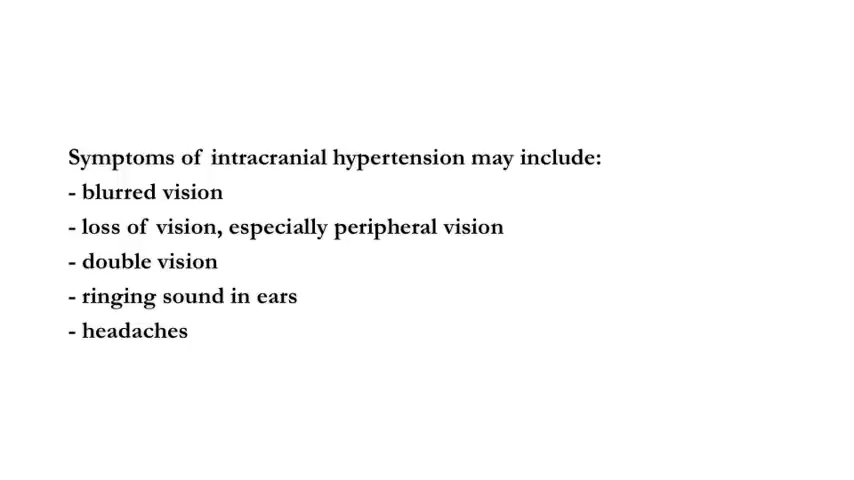 Symptoms of intracranial hypertension may include:
- blurred vision
- loss of vision, especially peripheral vision
- double vision
- ringing sound in ears
- headaches